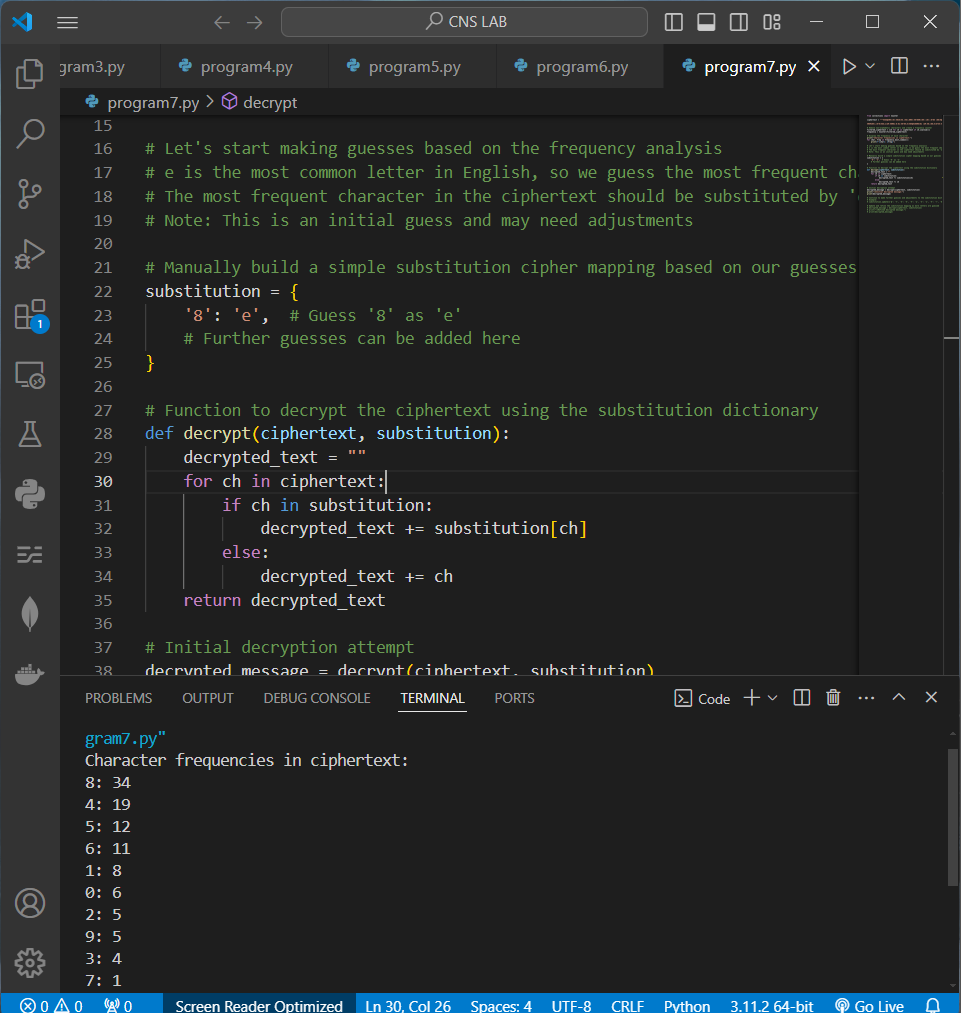 CNS LAB
gram3.py program4.py program5.py program6.py program7.py
program7.py > decrypt
15
16 # Let's start making guesses based on the frequency analysis
17 # e is the most common letter in English, so we guess the most frequent cha
18 # The most frequent character in the ciphertext should be substituted by '
19 # Note: This is an initial guess and may need adjustments
20
21 # Manually build a simple substitution cipher mapping based on our guesses
22 substitution = {
23 '8': 'e', # Guess '8' as 'e'
24 # Further guesses can be added here
25 }
26
27 # Function to decrypt the ciphertext using the substitution dictionary
28 def decrypt(ciphertext, substitution):
29 decrypted_text = ""
30 for ch in ciphertext:
31 if ch in substitution:
32 decrypted_text += substitution[ch]
33 else:
34 decrypted_text += ch
35 return decrypted_text
36
37 # Initial decryption attempt
38 decrypted_message = decrypt(ciphertext, substitution)
1
PROBLEMS OUTPUT DEBUG CONSOLE TERMINAL PORTS Code
gram7.py"
Character frequencies in ciphertext:
8: 34
4: 19
5: 12
6: 11
1: 8
0: 6
2: 5
9: 5
3: 4
7: 1
0 0 0 Screen Reader Optimized Ln 30, Col 26 Spaces: 4 UTF-8 CRLF Python 3.11.2 64-bit Go Live